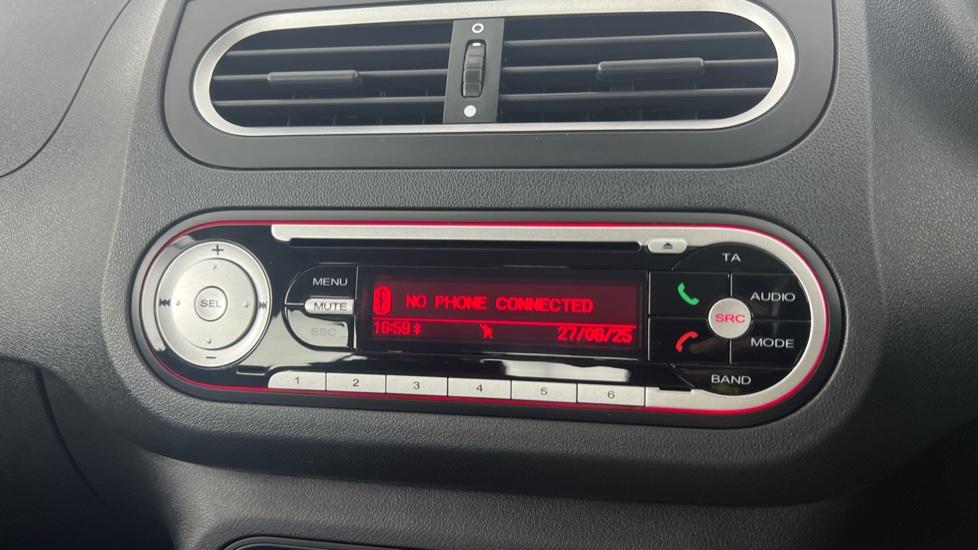 TA
+
MENU
NO PHONE CONNECTED
AUDIO
SEL
MUTE
SRC
ESC
16:59
27/06/25
MODE
-
BAND
1 2 3 4 5 6